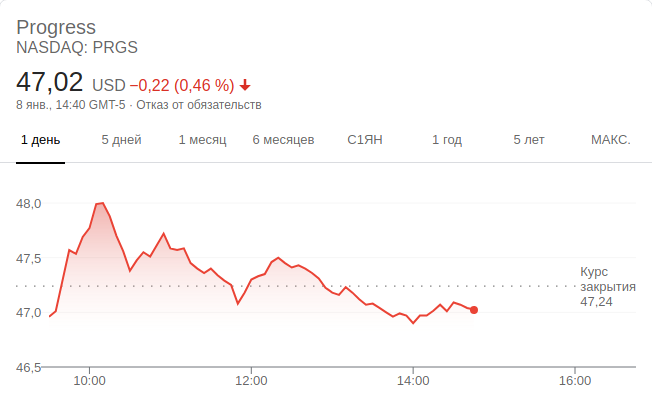 Progress
NASDAQ: PRGS
47,02 USD −0,22 (0,46 %)
8 янв., 14:40 GMT-5 · Отказ от обязательств
1 день 5 дней 1 месяц 6 месяцев С1ЯН 1 год 5 лет МАКС.
48,0
47,5
Курс
закрытия
47,24
47,0
46,5
10:00 12:00 14:00 16:00